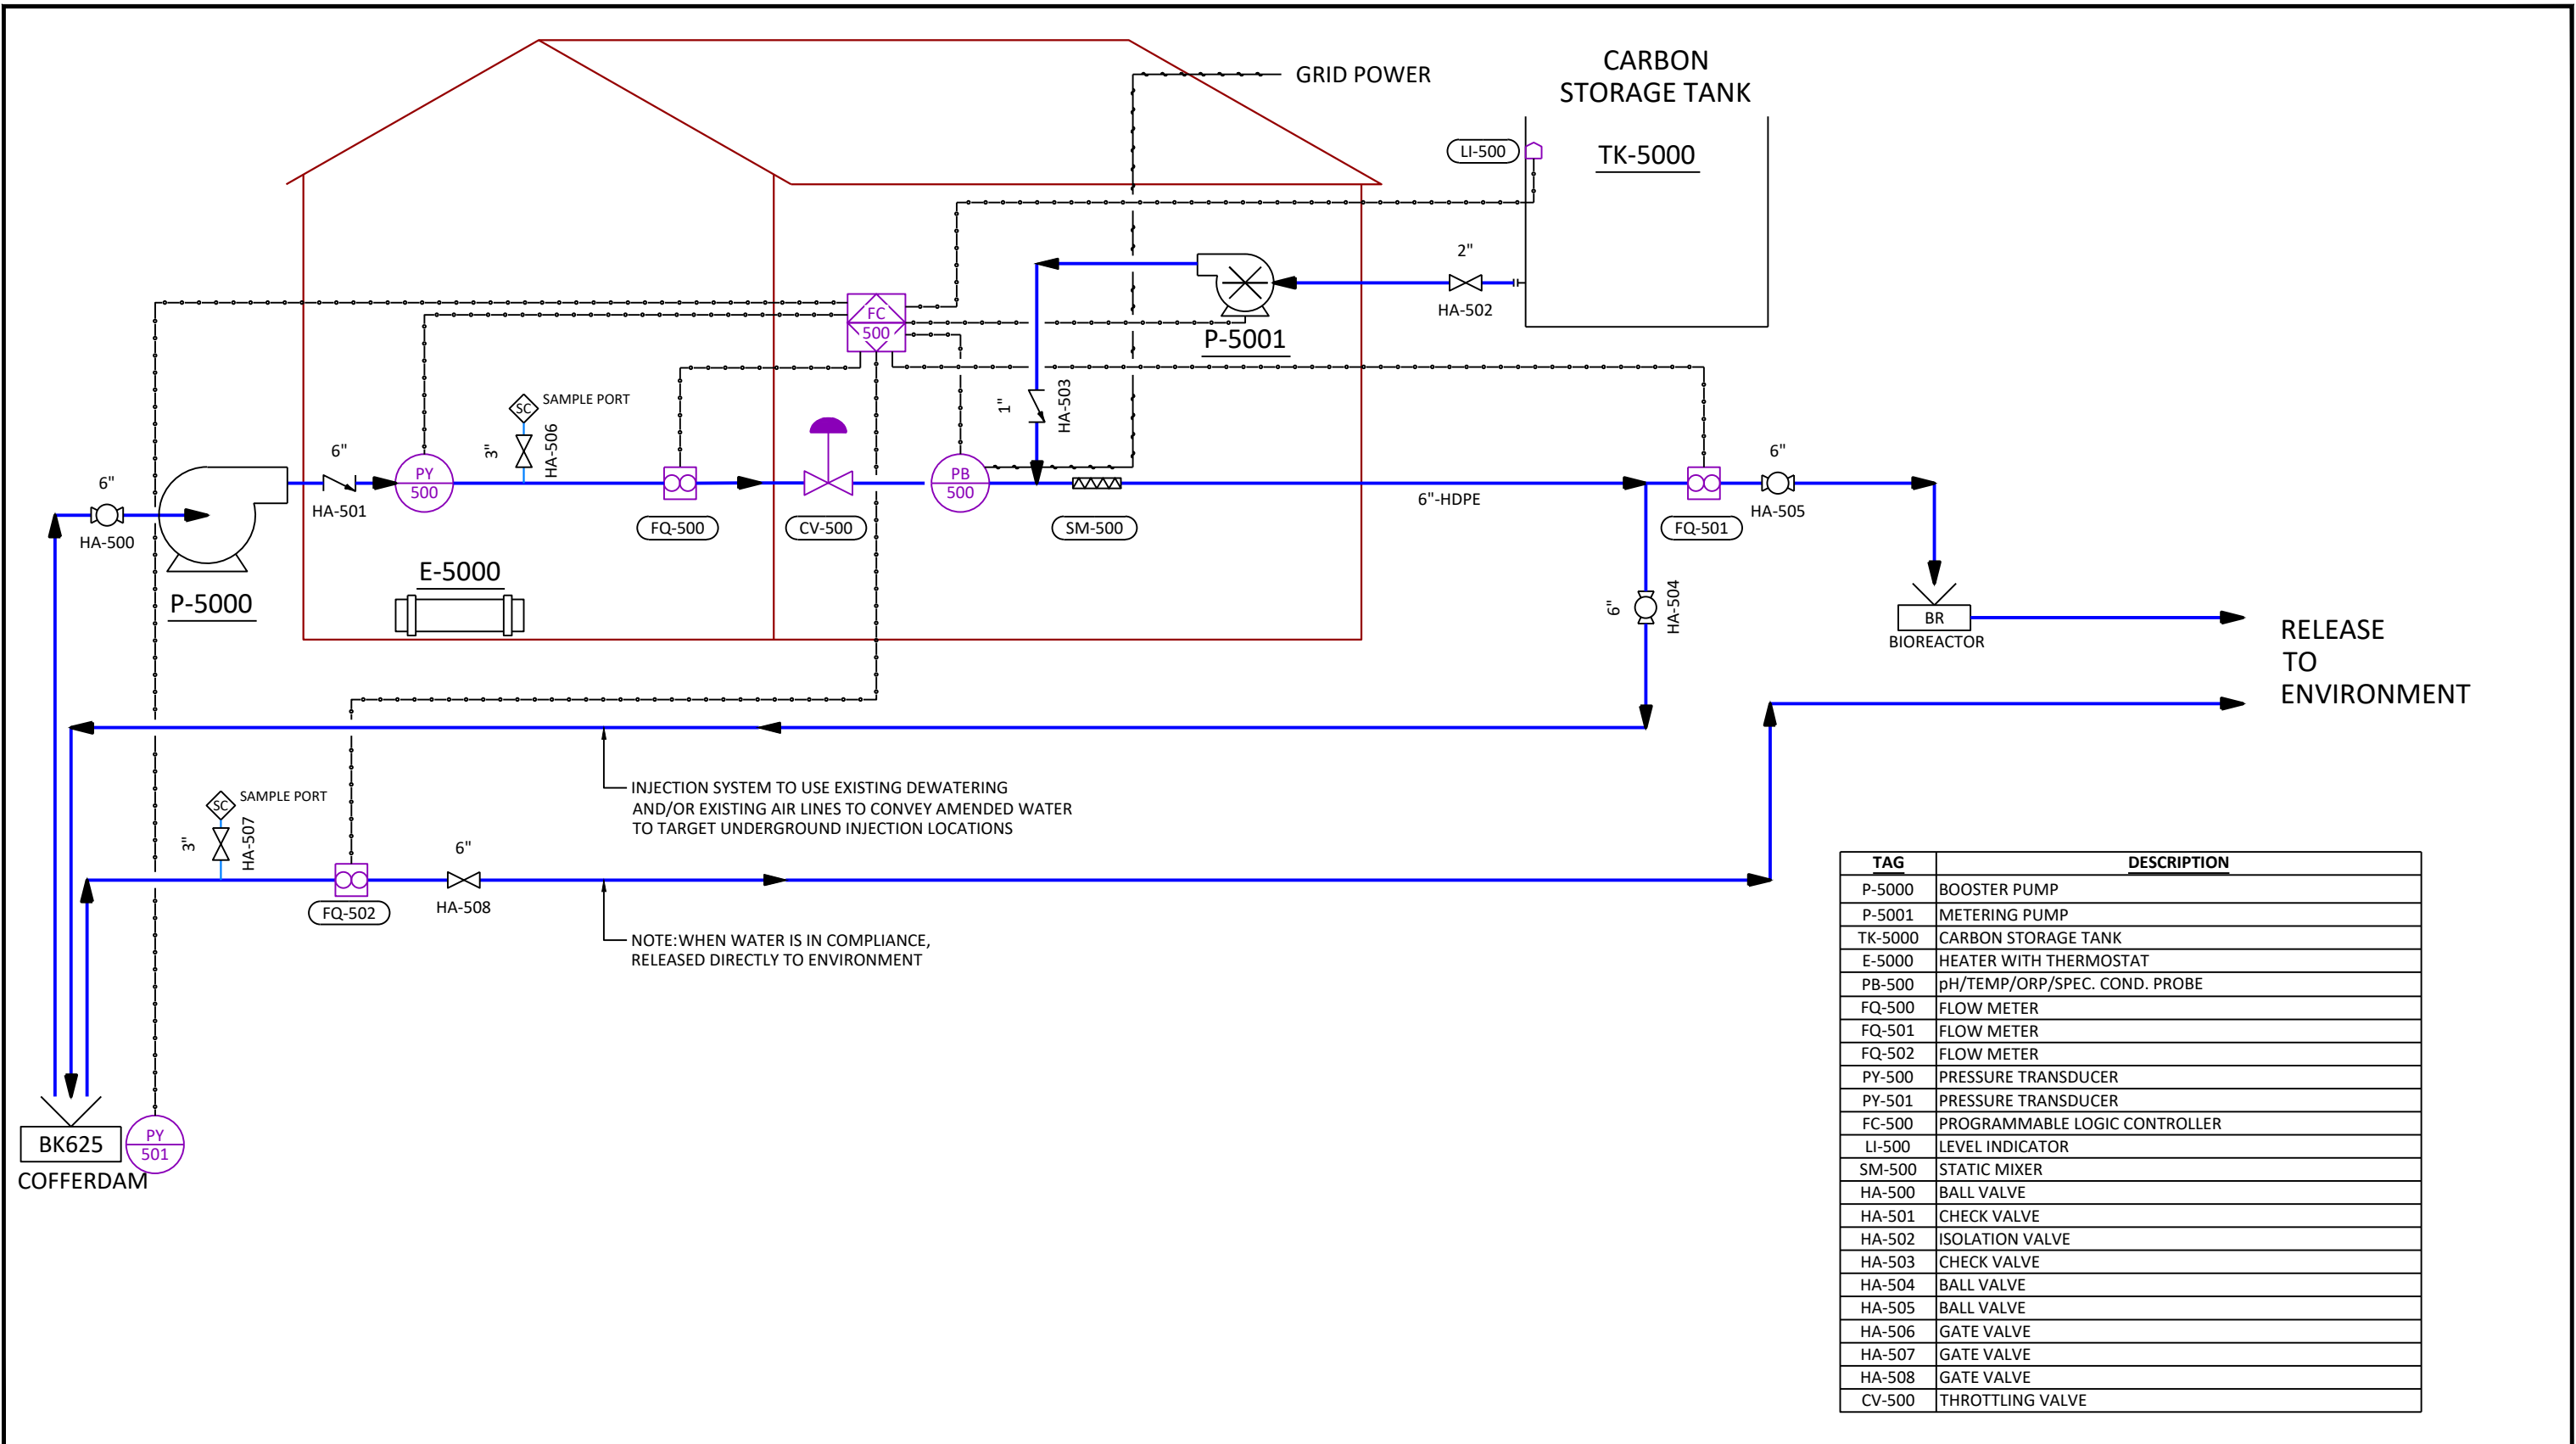 GRID POWER
CARBON
STORAGE TANK
TK-5000
LI-500
2"
HA-502
P-5001
FC
500
1"
HA-503
SC
SAMPLE PORT
3"
HA-506
6"
HA-500
P-5000
6"
HA-501
PY
500
FQ-500
CV-500
PB
500
SM-500
6"-HDPE
FQ-501
6"
HA-505
E-5000
6"
HA-504
BR
BIOREACTOR
RELEASE
TO
ENVIRONMENT
INJECTION SYSTEM TO USE EXISTING DEWATERING
AND/OR EXISTING AIR LINES TO CONVEY AMENDED WATER
TO TARGET UNDERGROUND INJECTION LOCATIONS
SC
SAMPLE PORT
3"
HA-507
FQ-502
6"
HA-508
NOTE: WHEN WATER IS IN COMPLIANCE,
RELEASED DIRECTLY TO ENVIRONMENT
BK625
COFFERDAM
PY
501
TAG DESCRIPTION
P-5000 BOOSTER PUMP
P-5001 METERING PUMP
TK-5000 CARBON STORAGE TANK
E-5000 HEATER WITH THERMOSTAT
PB-500 pH/TEMP/ORP/SPEC. COND. PROBE
FQ-500 FLOW METER
FQ-501 FLOW METER
FQ-502 FLOW METER
PY-500 PRESSURE TRANSDUCER
PY-501 PRESSURE TRANSDUCER
FC-500 PROGRAMMABLE LOGIC CONTROLLER
LI-500 LEVEL INDICATOR
SM-500 STATIC MIXER
HA-500 BALL VALVE
HA-501 CHECK VALVE
HA-502 ISOLATION VALVE
HA-503 CHECK VALVE
HA-504 BALL VALVE
HA-505 BALL VALVE
HA-506 GATE VALVE
HA-507 GATE VALVE
HA-508 GATE VALVE
CV-500 THROTTLING VALVE